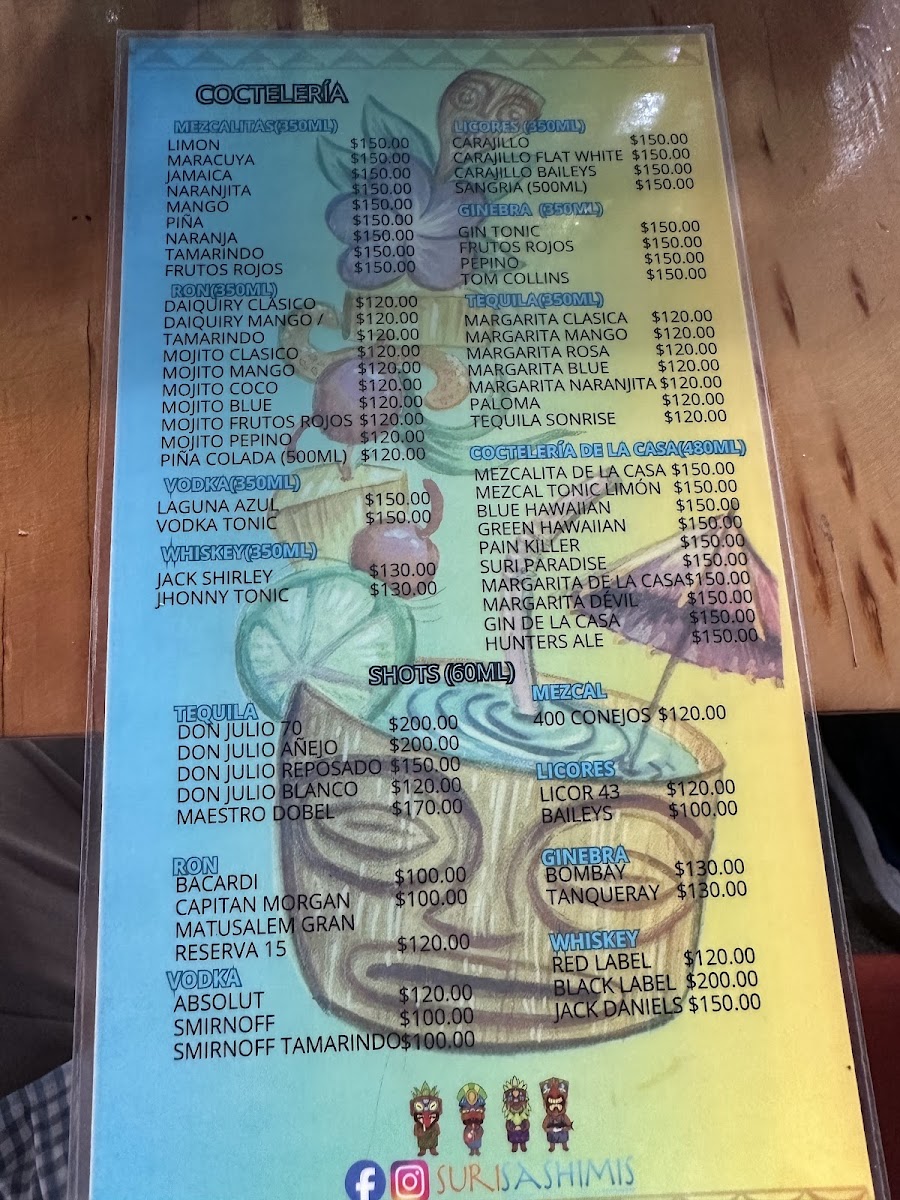 COCTELERÍA
MEZCALITAS(350ML)
LIMON $150.00
MARACUYA $150.00
JAMAICA $150.00
NARANJITA $150.00
MANGO $150.00
PIÑA $150.00
NARANJA $150.00
TAMARINDO $150.00
FRUTOS ROJOS $150.00
RON(350ML)
DAIQUIRY CLÁSICO $120.00
DAIQUIRY MANGO / $120.00
TAMARINDO $120.00
MOJITO CLASICO $120.00
MOJITO MANGO $120.00
MOJITO COCO $120.00
MOJITO BLUE $120.00
MOJITO FRUTOS ROJOS $120.00
MOJITO PEPINO $120.00
PIÑA COLADA (500ML) $120.00
VODKA(350ML)
LAGUNA AZUL $150.00
VODKA TONIC $150.00
WHISKEY(350ML)
JACK SHIRLEY $130.00
JHONNY TONIC $130.00
LICORES (350ML)
CARAJILLO $150.00
CARAJILLO FLAT WHITE $150.00
CARAJILLO BAILEYS $150.00
SANGRIA (500ML) $150.00
GINEBRA (350ML)
GIN TONIC $150.00
FRUTOS ROJOS $150.00
PEPINO $150.00
TOM COLLINS $150.00
TEQUILA(350ML)
MARGARITA CLASICA $120.00
MARGARITA MANGO $120.00
MARGARITA ROSA $120.00
MARGARITA BLUE $120.00
MARGARITA NARANJITA $120.00
PALOMA $120.00
TEQUILA SONRISE $120.00
COCTELERÍA DE LA CASA(480ML)
MEZCALITA DE LA CASA $150.00
MEZCAL TONIC LIMÓN $150.00
BLUE HAWAIIAN $150.00
GREEN HAWAIIAN $150.00
PAIN KILLER $150.00
SURI PARADISE $150.00
MARGARITA DE LA CASA $150.00
MARGARITA DÉVIL $150.00
GIN DE LA CASA $150.00
HUNTERS ALE $150.00
SHOTS (60ML)
TEQUILA
DON JULIO 70 $200.00
DON JULIO AÑEJO $200.00
DON JULIO REPOSADO $150.00
DON JULIO BLANCO $120.00
MAESTRO DOBEL $170.00
RON
BACARDI $100.00
CAPITAN MORGAN $100.00
MATUSALEM GRAN
RESERVA 15 $120.00
VODKA
ABSOLUT $120.00
SMIRNOFF $100.00
SMIRNOFF TAMARINDO $100.00
MEZCAL
400 CONEJOS $120.00
LICORES
LICOR 43 $120.00
BAILEYS $100.00
GINEBRA
BOMBAY $130.00
TANQUERAY $130.00
WHISKEY
RED LABEL $120.00
BLACK LABEL $200.00
JACK DANIELS $150.00
SURISASHIMIS